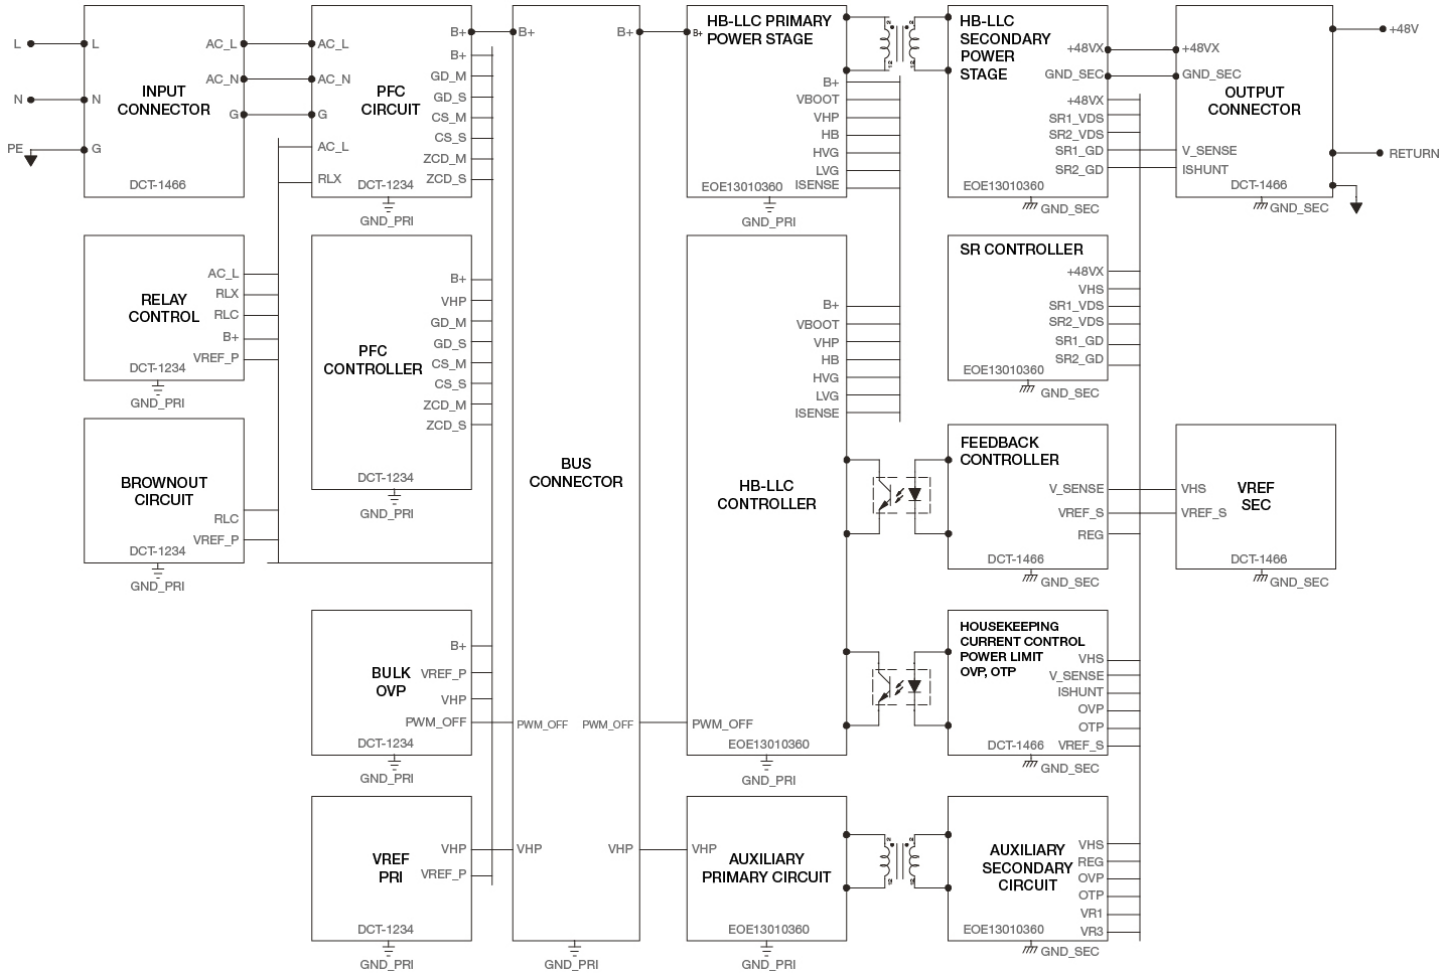 L
L
N
N
PE
G
INPUT
CONNECTOR
AC_L
AC_N
G
DCT-1466
AC_L
AC_N
G
PFC
CIRCUIT
AC_L
RLX
B+
B+
GD_M
GD_S
CS_M
CS_S
ZCD_M
ZCD_S
DCT-1234
GND_PRI
RELAY
CONTROL
AC_L
RLX
RLC
B+
VREF_P
DCT-1234
GND_PRI
PFC
CONTROLLER
B+
VHP
GD_M
GD_S
CS_M
CS_S
ZCD_M
ZCD_S
DCT-1234
GND_PRI
BROWNOUT
CIRCUIT
RLC
VREF_P
DCT-1234
GND_PRI
BULK
OVP
B+
VREF_P
VHP
PWM_OFF
DCT-1234
GND_PRI
VREF
PRI
VHP
VREF_P
DCT-1234
GND_PRI
B+
B+
BUS
CONNECTOR
PWM_OFF
PWM_OFF
VHP
VHP
GND_PRI
HB-LLC PRIMARY
POWER STAGE
B+
B+
VBOOT
VHP
HB
HVG
LVG
ISENSE
EOE13010360
GND_PRI
HB-LLC
CONTROLLER
B+
VBOOT
VHP
HB
HVG
LVG
ISENSE
PWM_OFF
EOE13010360
GND_PRI
VHP
AUXILIARY
PRIMARY CIRCUIT
EOE13010360
GND_PRI
HB-LLC
SECONDARY
POWER
STAGE
+48VX
GND_SEC
+48VX
SR1_VDS
SR2_VDS
SR1_GD
SR2_GD
EOE13010360
GND_SEC
SR CONTROLLER
+48VX
VHS
SR1_VDS
SR2_VDS
SR1_GD
SR2_GD
EOE13010360
GND_SEC
FEEDBACK
CONTROLLER
V_SENSE
VREF_S
REG
DCT-1466
GND_SEC
HOUSEKEEPING
CURRENT CONTROL
POWER LIMIT
OVP, OTP
VHS
V_SENSE
ISHUNT
OVP
OTP
VREF_S
DCT-1466
GND_SEC
AUXILIARY
SECONDARY
CIRCUIT
VHS
REG
OVP
OTP
VR1
VR3
EOE13010360
GND_SEC
+48VX
GND_SEC
OUTPUT
CONNECTOR
V_SENSE
ISHUNT
DCT-1466
GND_SEC
+48V
RETURN
VHS
VREF_S
VREF
SEC
DCT-1466
GND_SEC